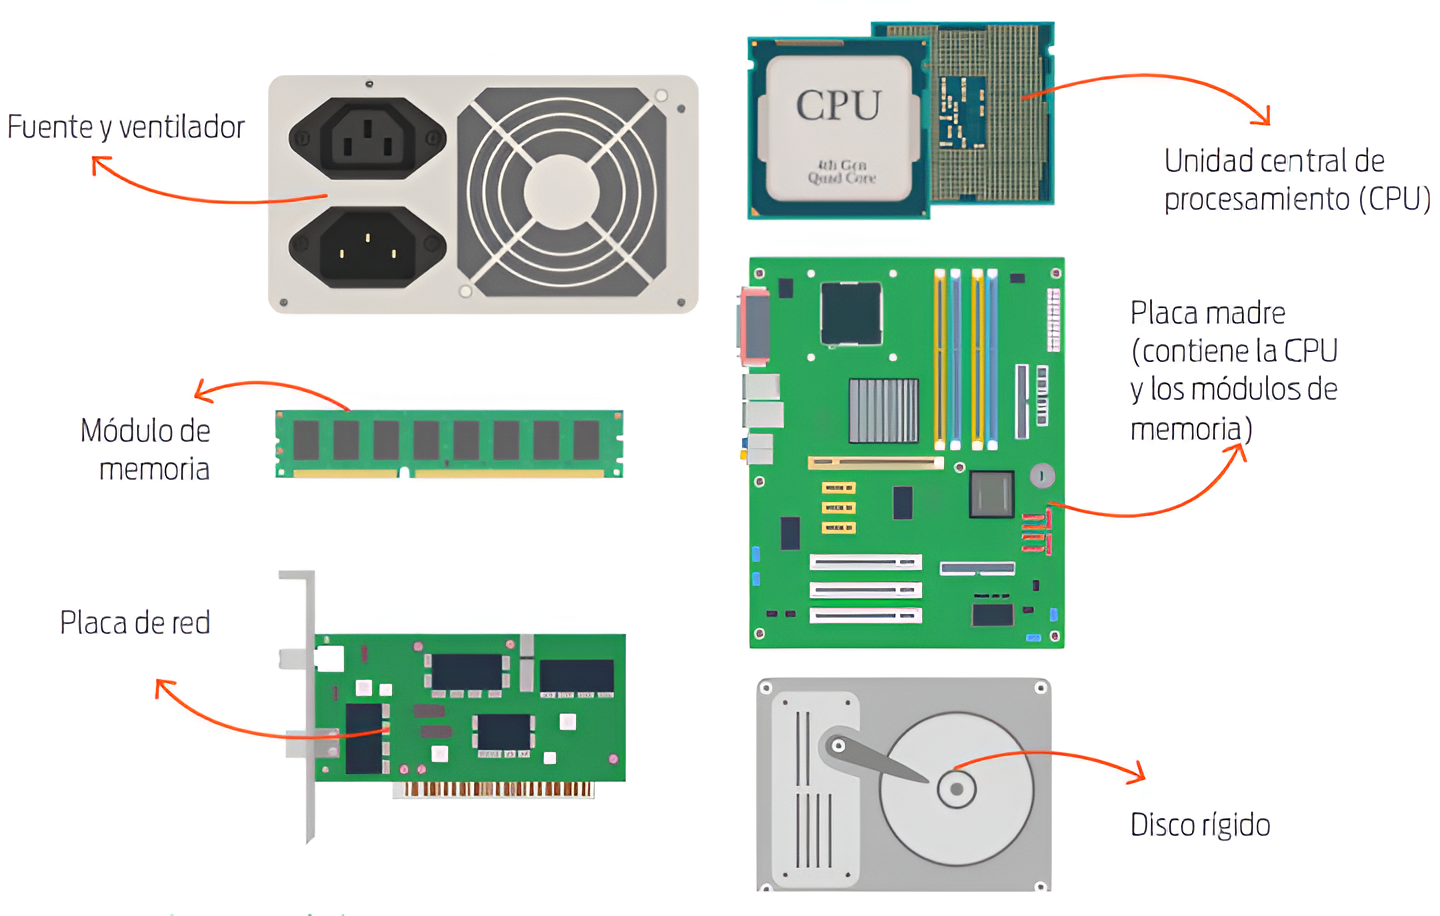 Fuente y ventilador
CPU
4th Gen
Quad Core
Unidad central de
procesamiento (CPU)
Placa madre
(contiene la CPU
y los módulos de
memoria)
Módulo de
memoria
Placa de red
Disco rígido